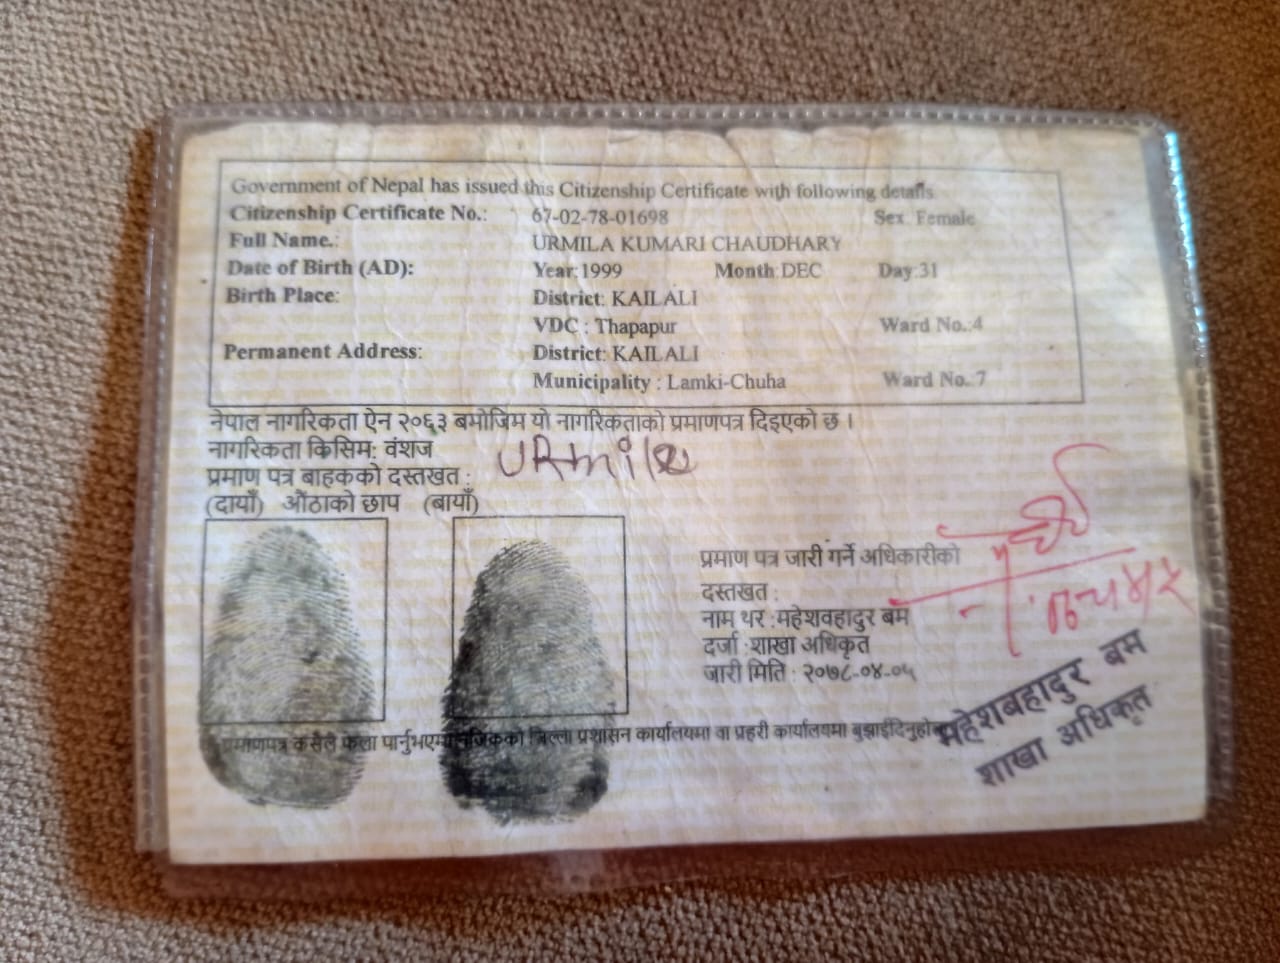 Government of Nepal has issued this Citizenship Certificate with following details
Citizenship Certificate No.: 67-02-78-01698 Sex: Female
Full Name.: URMILA KUMARI CHAUDHARY
Date of Birth (AD): Year:1999 Month:DEC Day:31
Birth Place: District: KAILALI
VDC : Thapapur Ward No.:4
Permanent Address: District: KAILALI
Municipality : Lamki-Chuha Ward No.:7
नेपाल नागरिकता ऐन २०६३ बमोजिम यो नागरिकताको प्रमाणपत्र दिइएको छ ।
नागरिकता किसिम: वंशज
प्रमाण पत्र बाहकको दस्तखत : URmila
(दायाँ) औंठाको छाप (बायाँ)
प्रमाण पत्र जारी गर्ने अधिकारीको
दस्तखत :
नाम थर :महेशवहादुर बम
दर्जा :शाखा अधिकृत
जारी मिति : २०७८-०४-०५
प्रमाणपत्र कसैले फेला पार्नुभएमा नजिकको जिल्ला प्रशासन कार्यालयमा वा प्रहरी कार्यालयमा बुझाईदिनुहोला
महेशबहादुर बम
शाखा अधिकृत